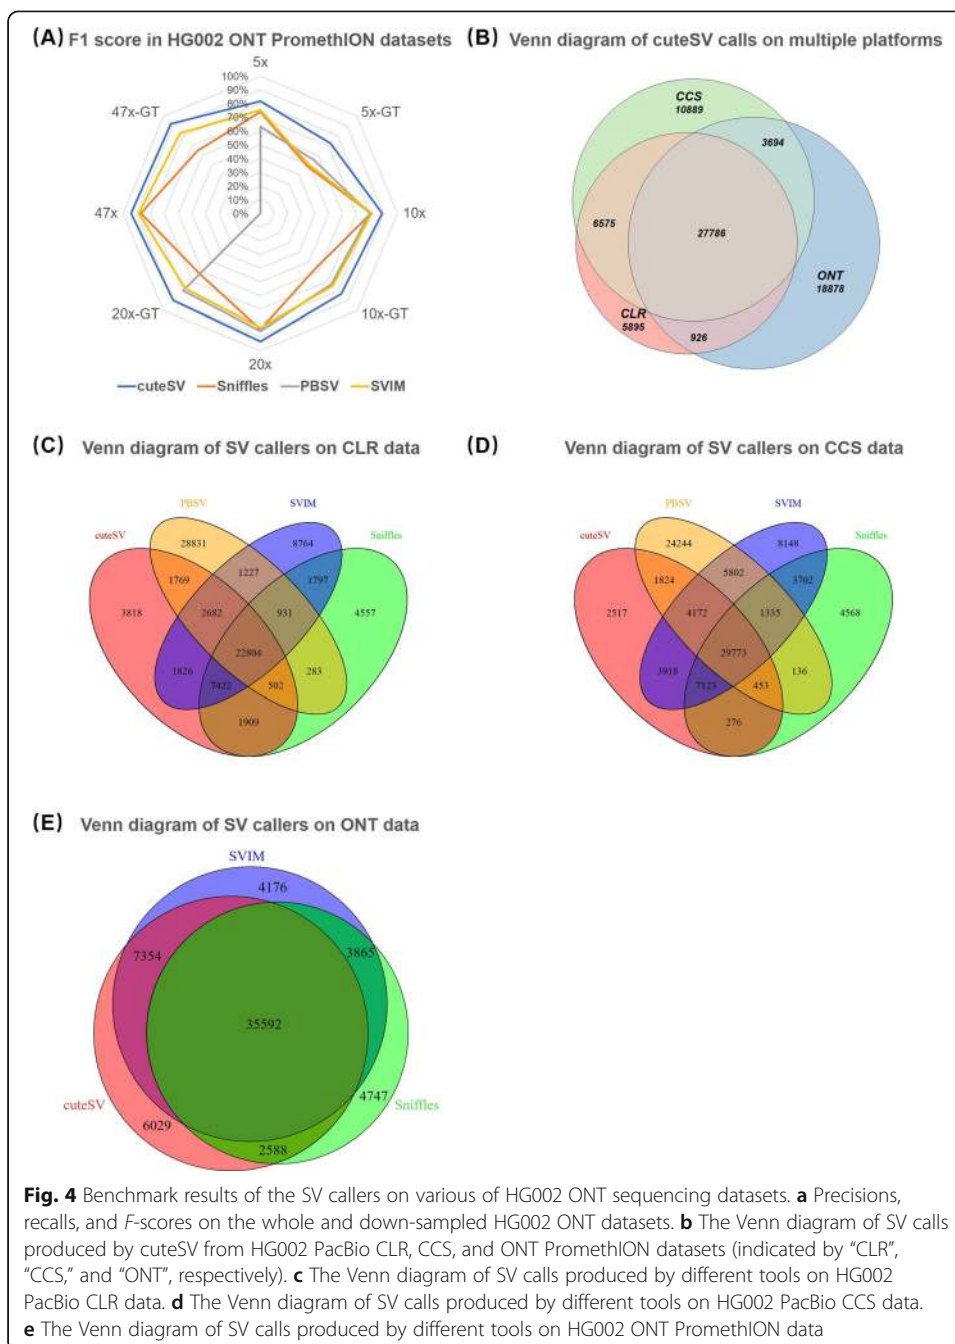 (A) F1 score in HG002 ONT PromethION datasets
5x
100%
90%
80%
70%
60%
50%
40%
30%
20%
10%
0%
5x-GT
10x
10x-GT
20x
20x-GT
47x
47x-GT
cuteSV Sniffles PBSV SVIM
(B) Venn diagram of cuteSV calls on multiple platforms
CCS
10889
3694
6575
27786
ONT
18878
CLR
5895
926
(C) Venn diagram of SV callers on CLR data
PBSV SVIM
cuteSV Sniffles
28831 8764
1769 1227 1797
3818 2682 931 4557
22804
1826 7422 502 283
1909
(D) Venn diagram of SV callers on CCS data
PBSV SVIM
cuteSV Sniffles
24244 8148
1824 5802 3702
2517 4172 1335 4568
29773
3918 7123 453 136
276
(E) Venn diagram of SV callers on ONT data
SVIM
4176
7354 3865
35592
cuteSV 4747 Sniffles
6029 2588
Fig. 4 Benchmark results of the SV callers on various of HG002 ONT sequencing datasets. a Precisions,
recalls, and F-scores on the whole and down-sampled HG002 ONT datasets. b The Venn diagram of SV calls
produced by cuteSV from HG002 PacBio CLR, CCS, and ONT PromethION datasets (indicated by “CLR”,
“CCS,” and “ONT”, respectively). c The Venn diagram of SV calls produced by different tools on HG002
PacBio CLR data. d The Venn diagram of SV calls produced by different tools on HG002 PacBio CCS data.
e The Venn diagram of SV calls produced by different tools on HG002 ONT PromethION data